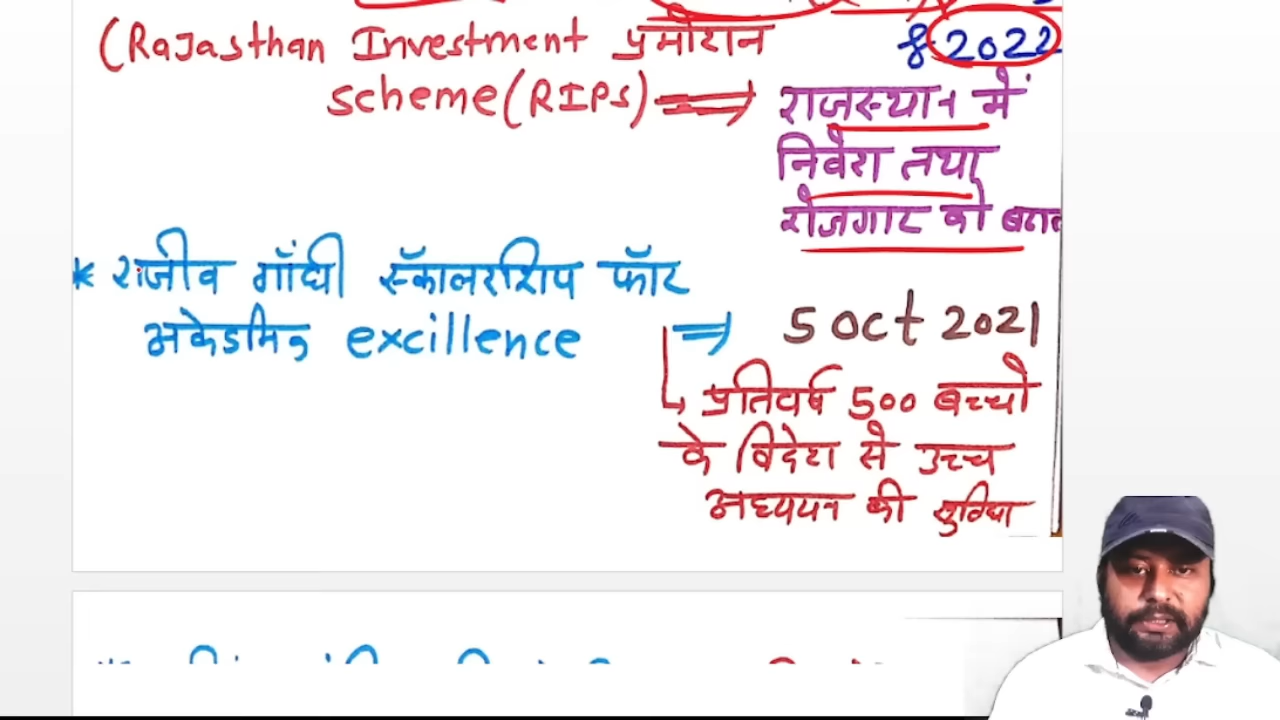 (Rajasthan Investment प्रमोशन
& 2022
scheme(RIPS) ⟹ राजस्थान में
निवेश तथा
रोजगार को
* राजीव गाँधी स्कॅालरशिप फॉर
अकेडमिक excillence ⇒ 5 Oct 2021
↳ प्रतिवर्ष 500 बच्चो
के विदेश से उच्च
अध्ययन की सुविधा